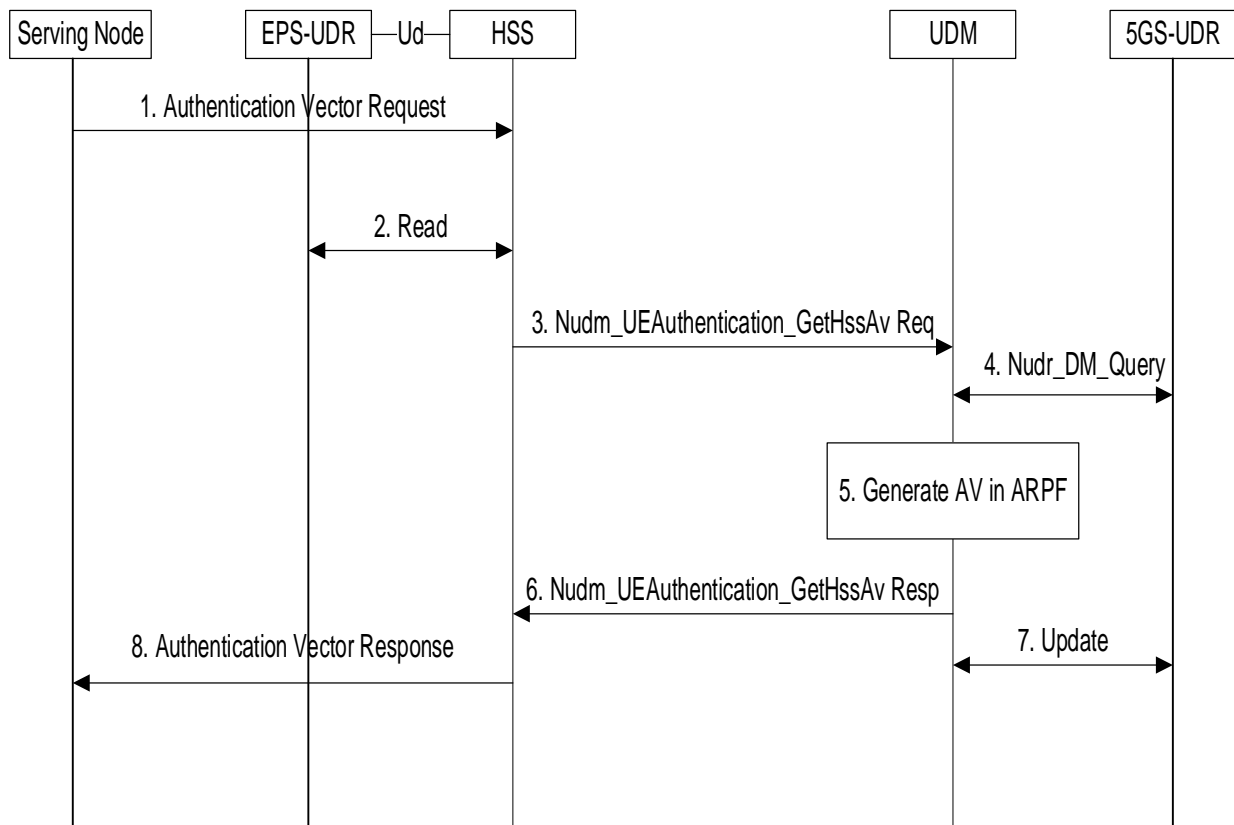 Serving Node
EPS-UDR
Ud
HSS
UDM
5GS-UDR
1. Authentication Vector Request
2. Read
3. Nudm_UEAuthentication_GetHssAv Req
4. Nudr_DM_Query
5. Generate AV in ARPF
6. Nudm_UEAuthentication_GetHssAv Resp
7. Update
8. Authentication Vector Response